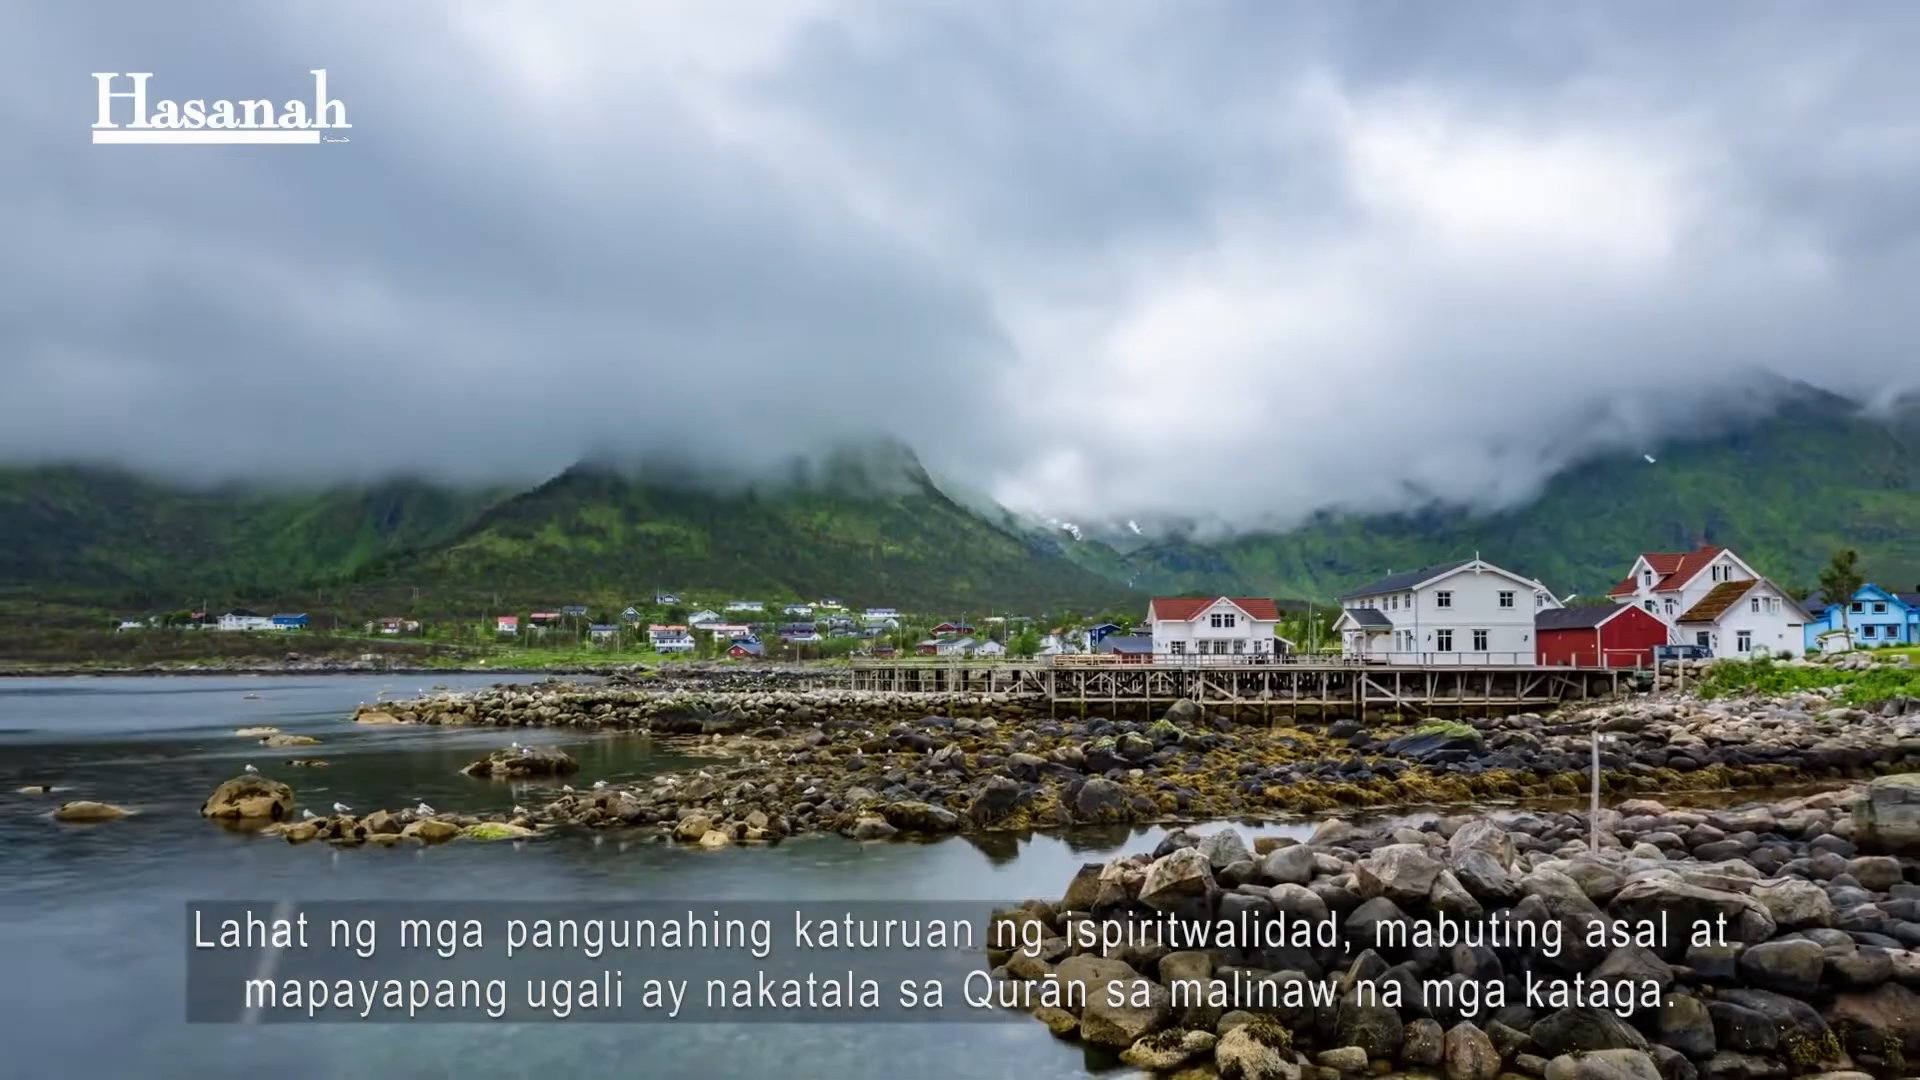 Hasanah
Lahat ng mga pangunahing katuruan ng ispiritwalidad, mabuting asal at
mapayapang ugali ay nakatala sa Qurān sa malinaw na mga kataga.